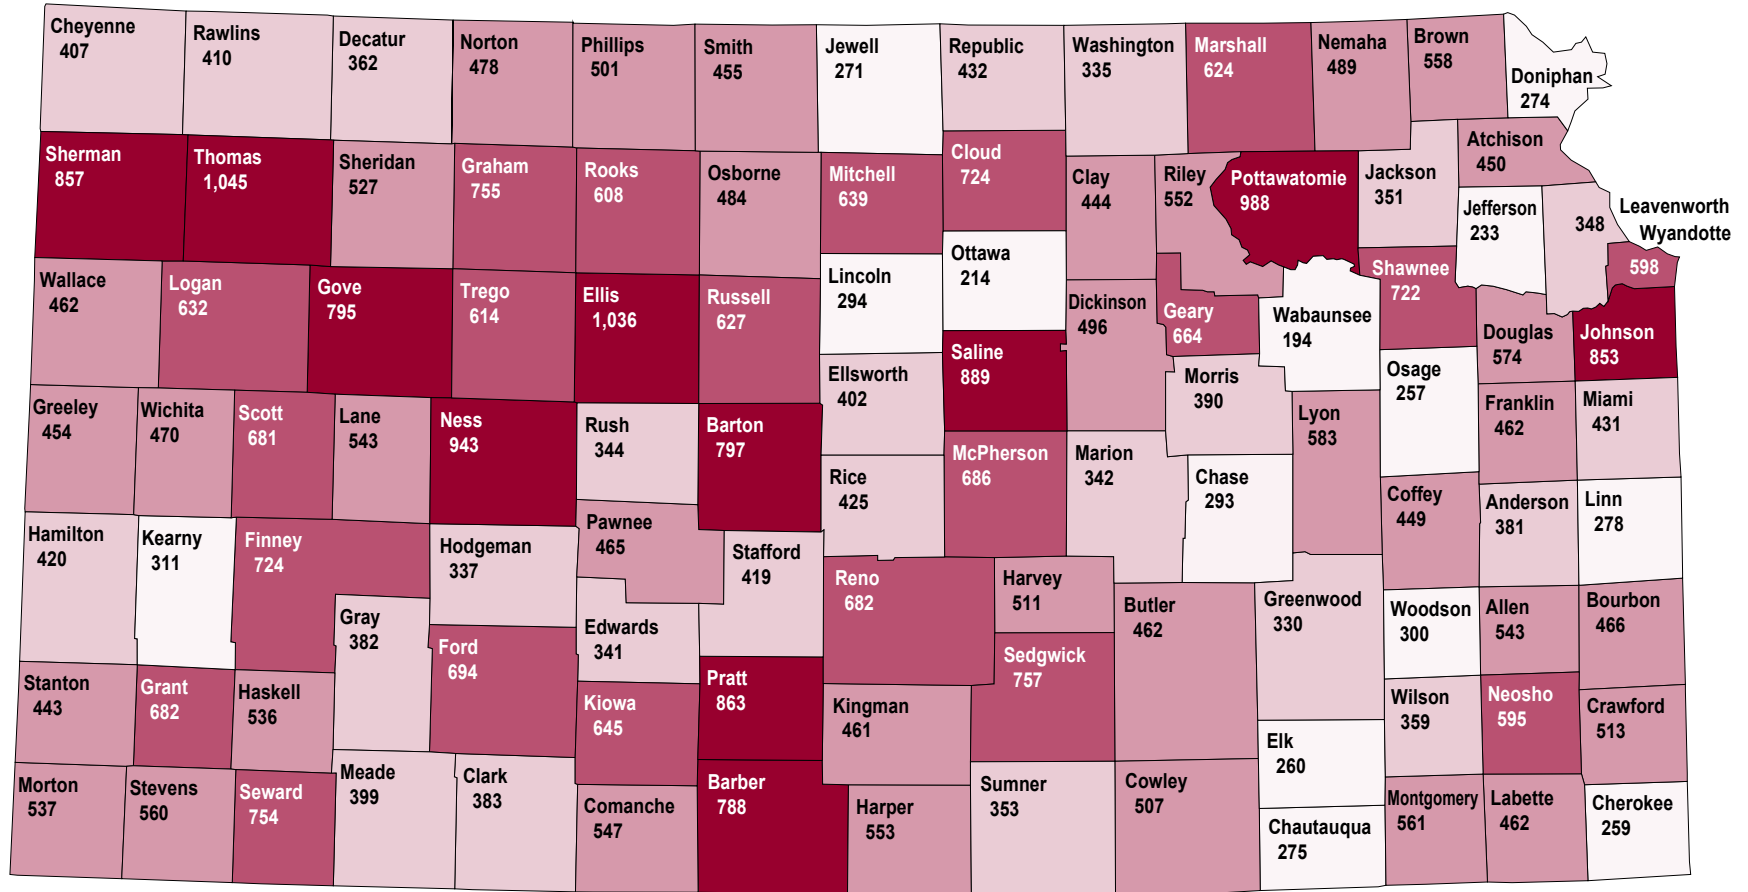 Cheyenne
407
Rawlins
410
Decatur
362
Norton
478
Phillips
501
Smith
455
Jewell
271
Republic
432
Washington
335
Marshall
624
Nemaha
489
Brown
558
Doniphan
274
Sherman
857
Thomas
1,045
Sheridan
527
Graham
755
Rooks
608
Osborne
484
Mitchell
639
Cloud
724
Clay
444
Riley
552
Pottawatomie
988
Jackson
351
Atchison
450
Jefferson
233
Leavenworth
348
Wyandotte
598
Wallace
462
Logan
632
Gove
795
Trego
614
Ellis
1,036
Russell
627
Lincoln
294
Ottawa
214
Dickinson
496
Geary
664
Wabaunsee
194
Shawnee
722
Douglas
574
Johnson
853
Saline
889
Ellsworth
402
Morris
390
Osage
257
Greeley
454
Wichita
470
Scott
681
Lane
543
Ness
943
Rush
344
Barton
797
Rice
425
McPherson
686
Marion
342
Chase
293
Lyon
583
Franklin
462
Miami
431
Coffey
449
Anderson
381
Linn
278
Hamilton
420
Kearny
311
Finney
724
Hodgeman
337
Pawnee
465
Stafford
419
Gray
382
Ford
694
Edwards
341
Reno
682
Harvey
511
Sedgwick
757
Butler
462
Greenwood
330
Woodson
300
Allen
543
Bourbon
466
Stanton
443
Grant
682
Haskell
536
Kiowa
645
Pratt
863
Kingman
461
Elk
260
Wilson
359
Neosho
595
Crawford
513
Morton
537
Stevens
560
Seward
754
Meade
399
Clark
383
Comanche
547
Barber
788
Harper
553
Sumner
353
Cowley
507
Chautauqua
275
Montgomery
561
Labette
462
Cherokee
259